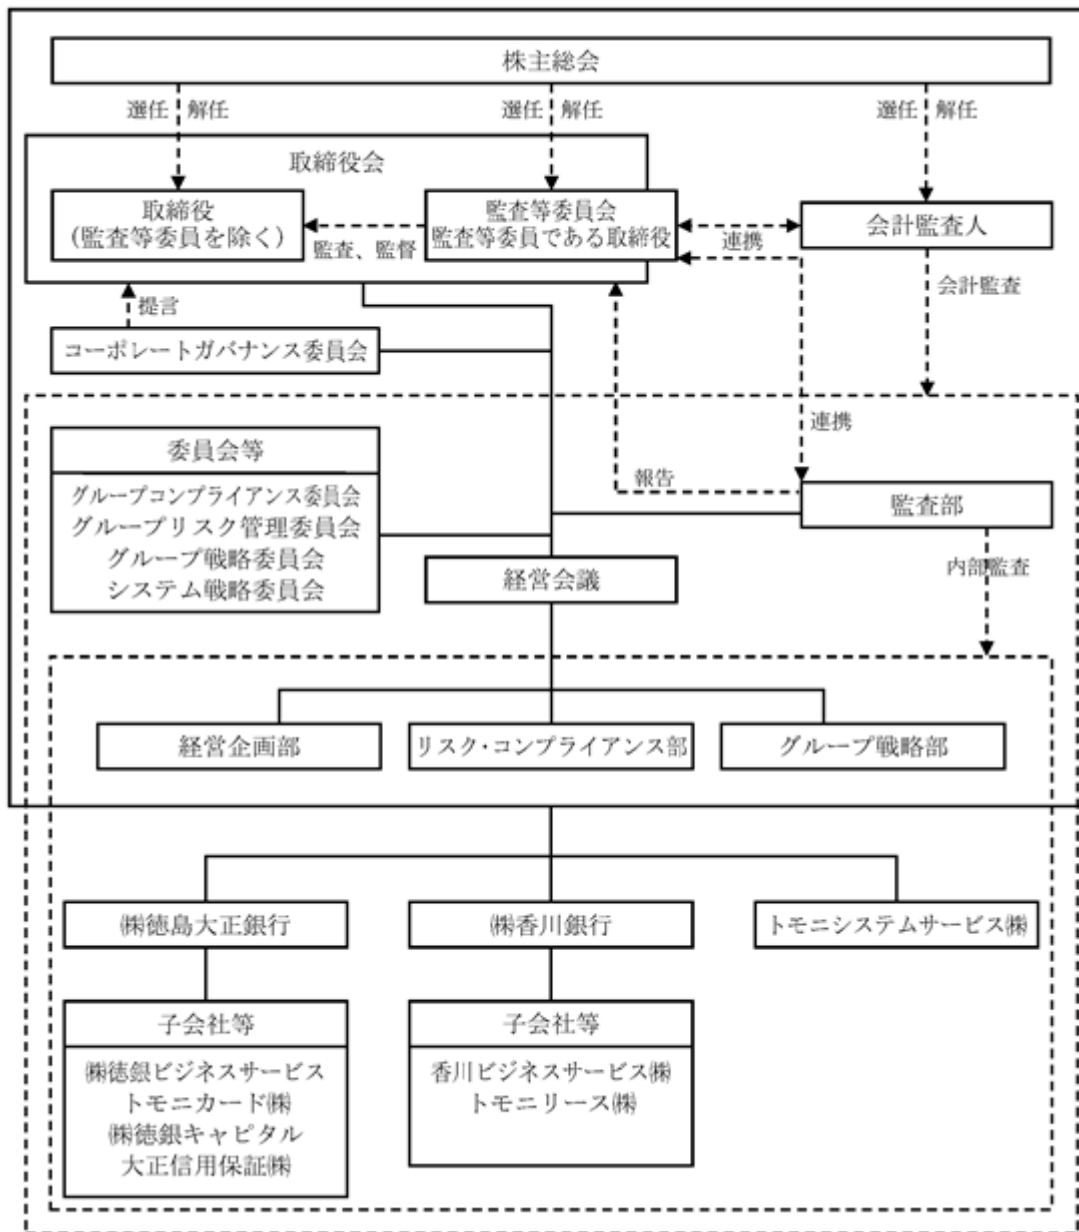 株主総会
選任 解任
選任 解任
選任 解任
取締役会
取締役
(監査等委員を除く)
監査、監督
監査等委員会
監査等委員である取締役
連携
会計監査人
会計監査
提言
コーポレートガバナンス委員会
連携
委員会等
グループコンプライアンス委員会
グループリスク管理委員会
グループ戦略委員会
システム戦略委員会
報告
監査部
内部監査
経営会議
経営企画部
リスク・コンプライアンス部
グループ戦略部
㈱徳島大正銀行
㈱香川銀行
トモニシステムサービス㈱
子会社等
㈱徳銀ビジネスサービス
トモニカード㈱
㈱徳銀キャピタル
大正信用保証㈱
子会社等
香川ビジネスサービス㈱
トモニリース㈱